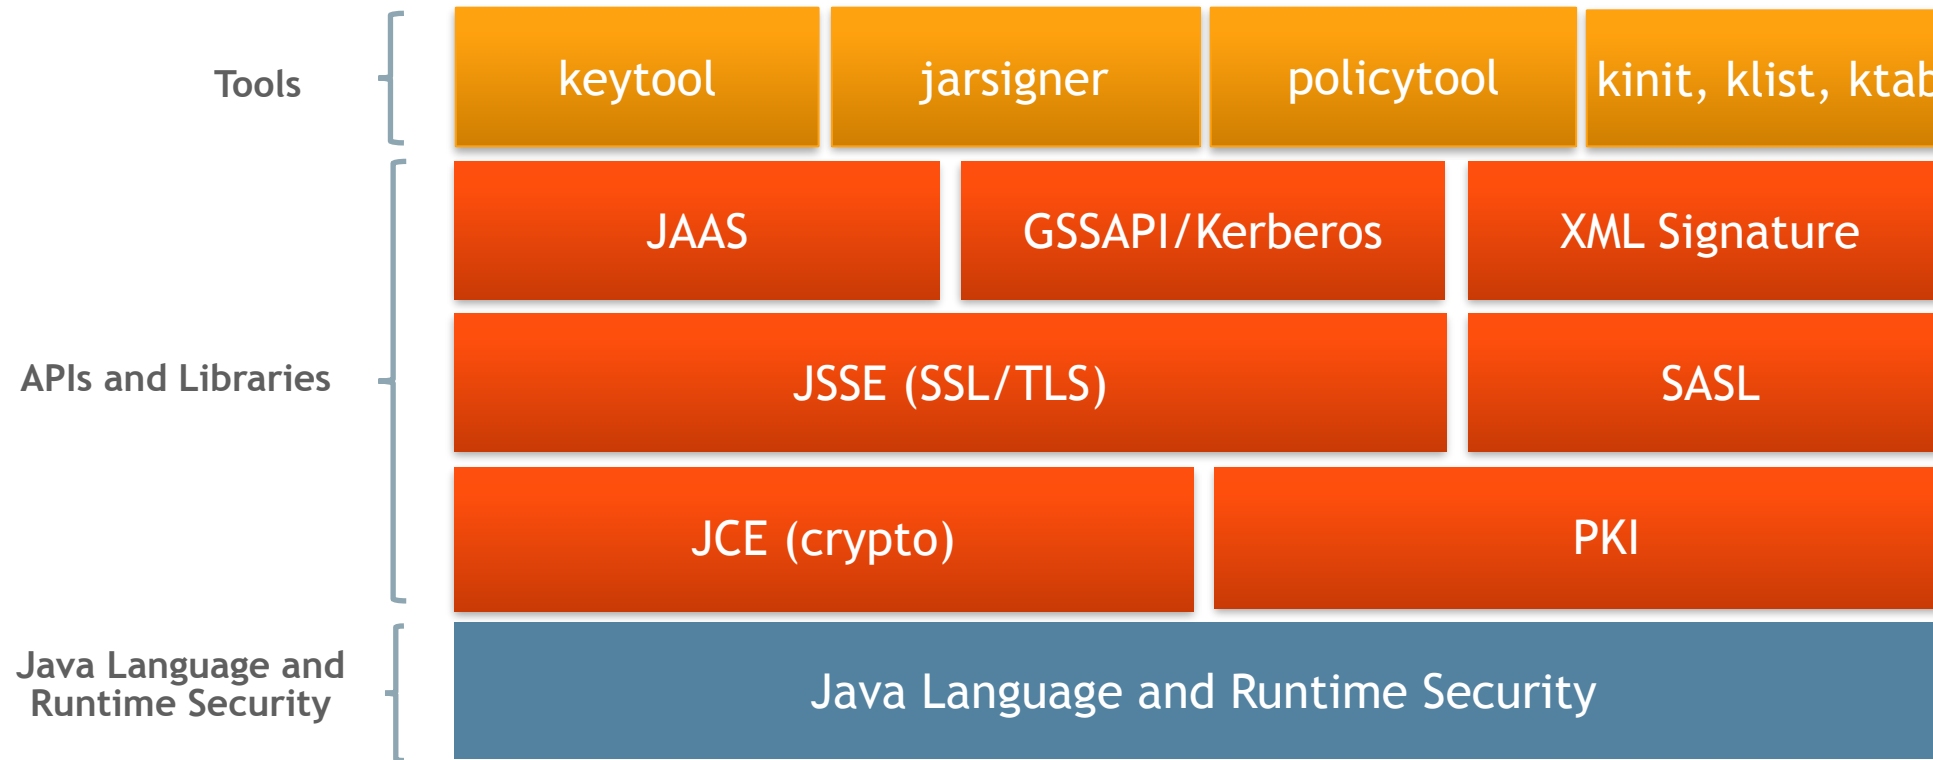 Tools
keytool
jarsigner
policytool
kinit, klist, ktab
JAAS
GSSAPI/Kerberos
XML Signature
APIs and Libraries
JSSE (SSL/TLS)
SASL
JCE (crypto)
PKI
Java Language and
Runtime Security
Java Language and Runtime Security